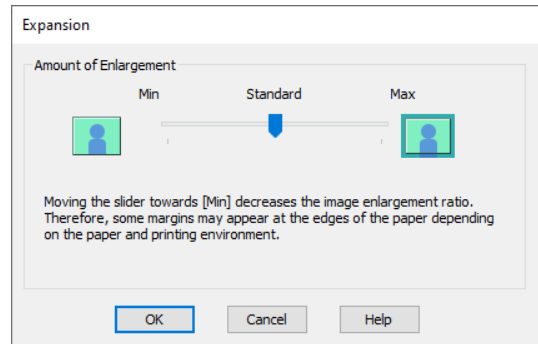 Expansion
Amount of Enlargement
Min Standard Max
Moving the slider towards [Min] decreases the image enlargement ratio.
Therefore, some margins may appear at the edges of the paper depending
on the paper and printing environment.
OK Cancel Help